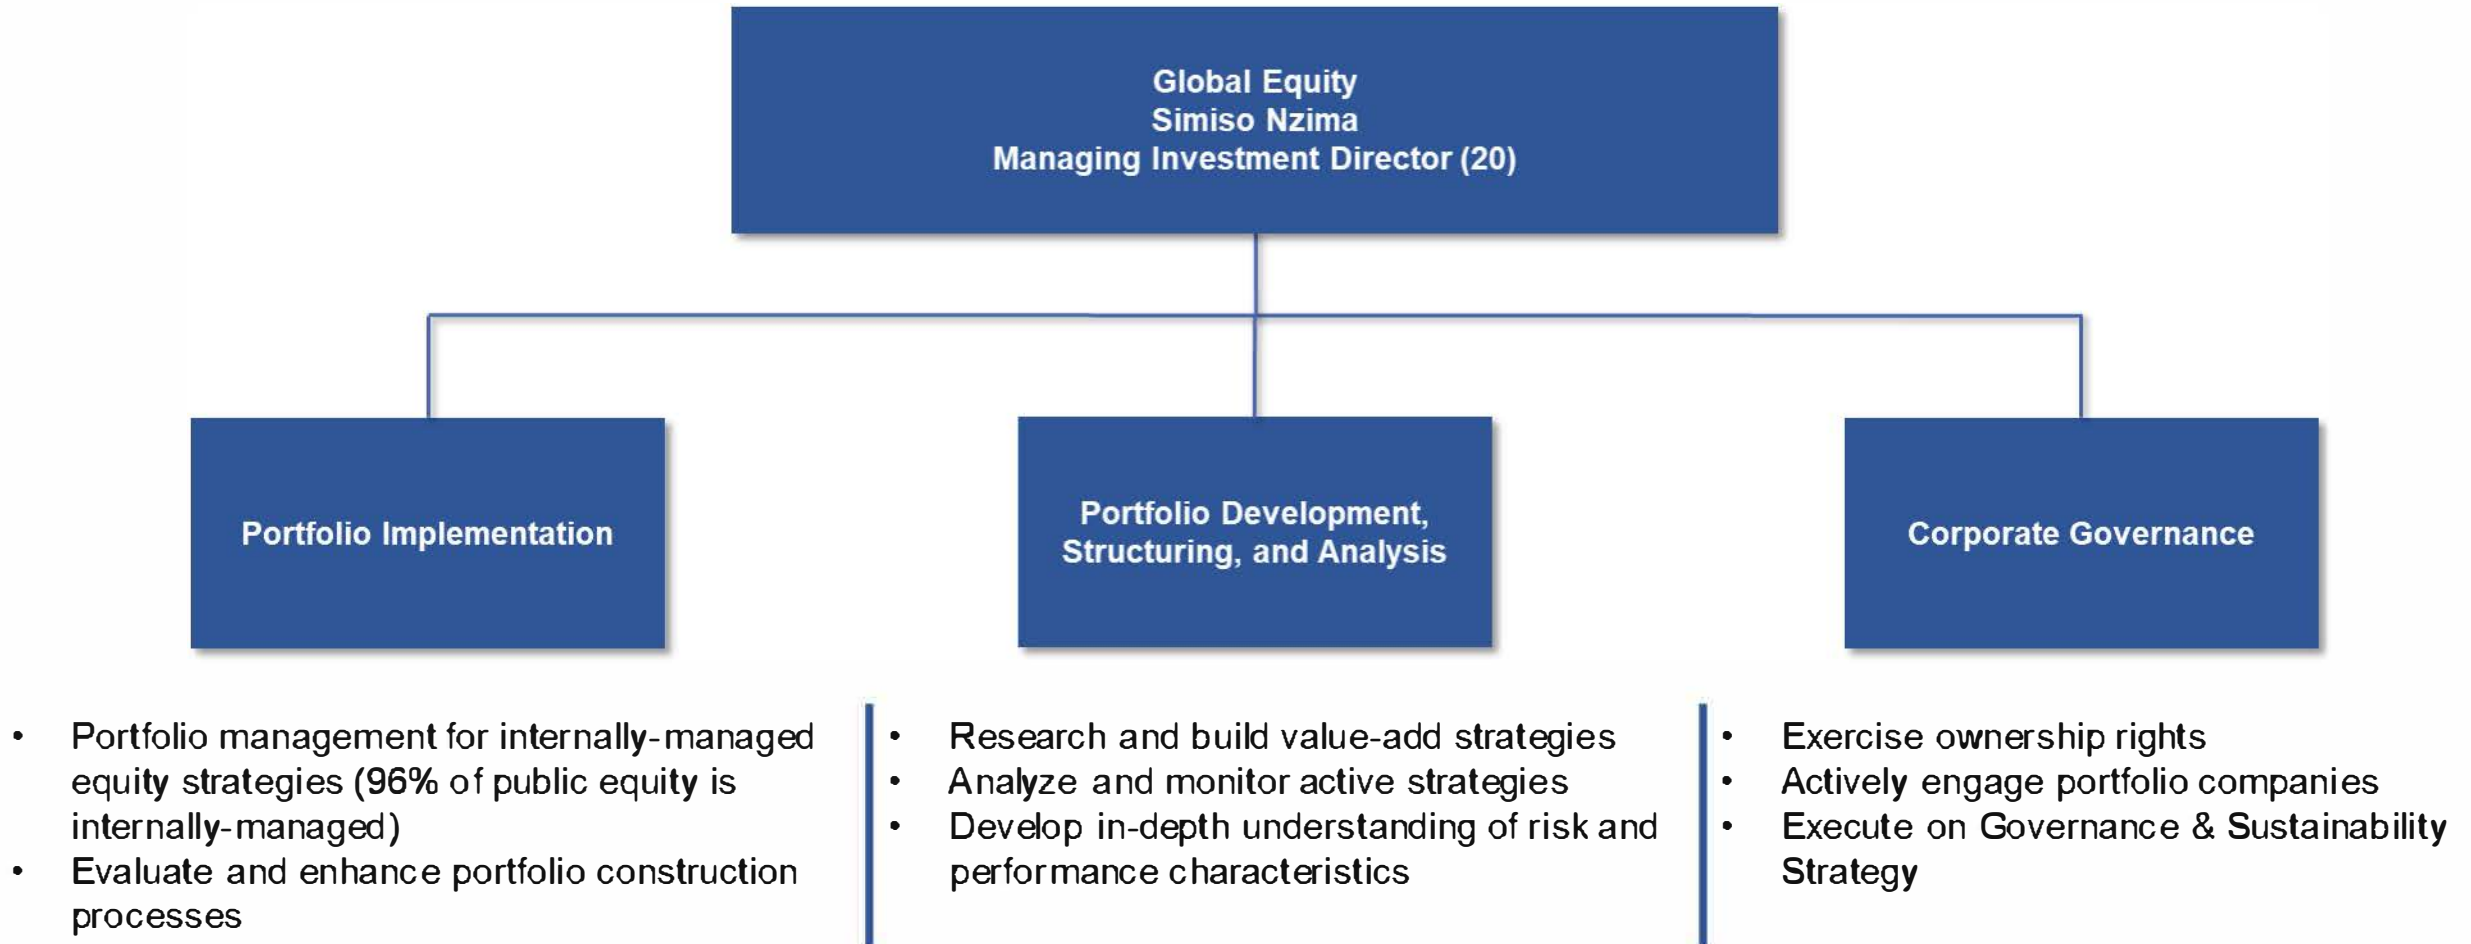 Global Equity
Simiso Nzima
Managing Investment Director (20)
Portfolio Implementation
Portfolio Development,
Structuring, and Analysis
Corporate Governance
• Portfolio management for internally-managed
equity strategies (96% of public equity is
internally-managed)
• Evaluate and enhance portfolio construction
processes
• Research and build value-add strategies
• Analyze and monitor active strategies
• Develop in-depth understanding of risk and
performance characteristics
• Exercise ownership rights
• Actively engage portfolio companies
• Execute on Governance & Sustainability
Strategy